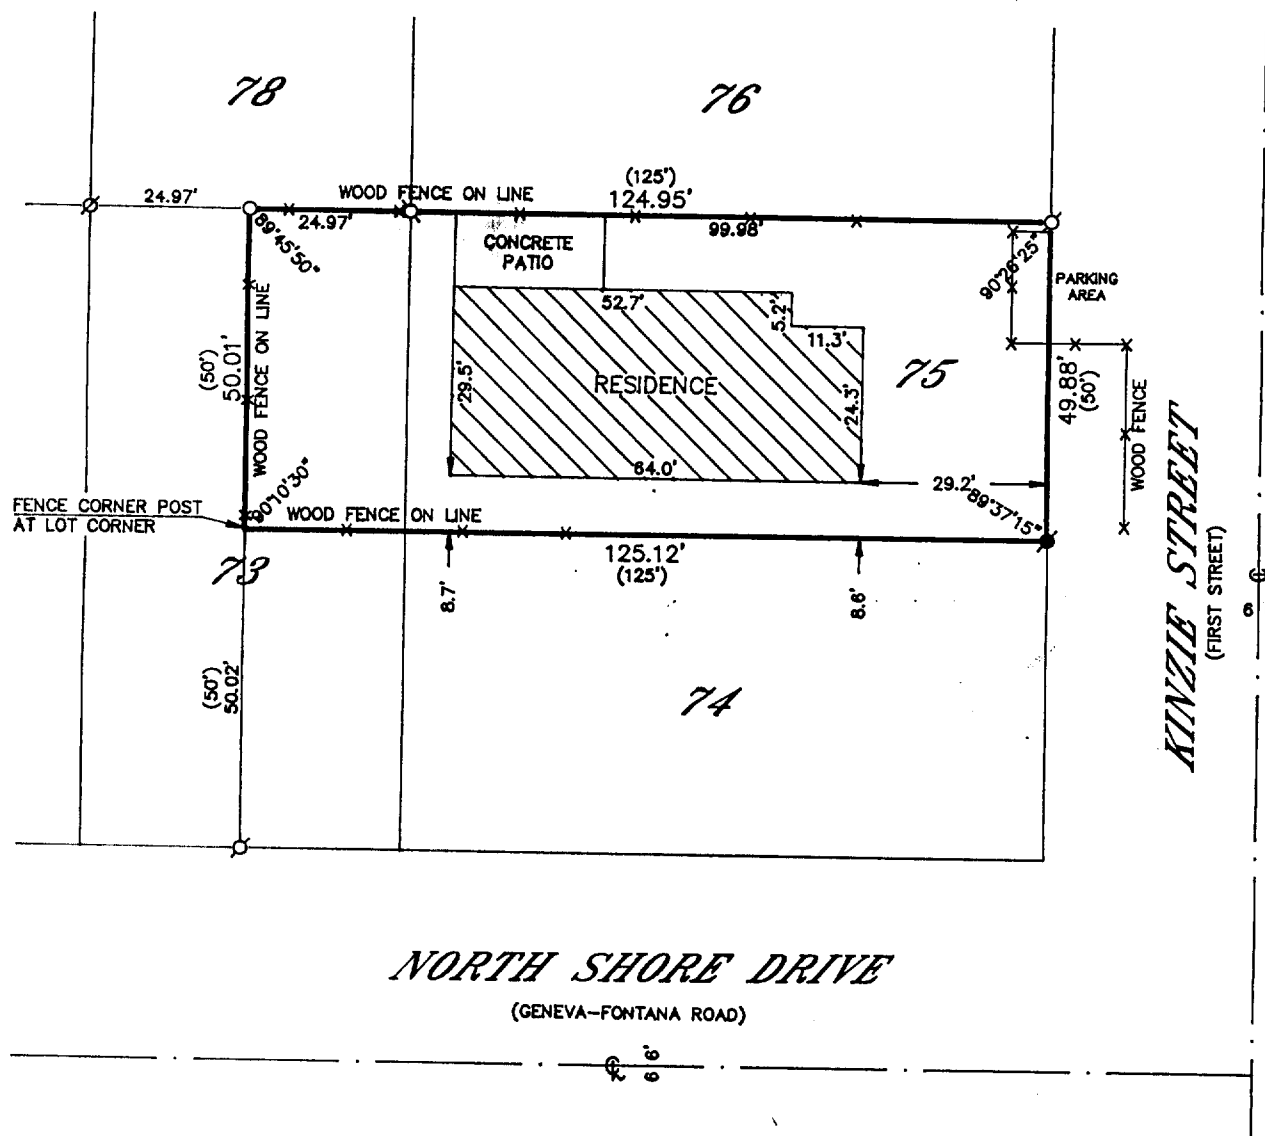 78
76
(125')
124.95'
24.97'
WOOD FENCE ON LINE
24.97'
99.98'
89°45'50"
CONCRETE
PATIO
90°26'25"
PARKING
AREA
52.7'
5.2'
11.3'
(50')
50.01'
WOOD FENCE ON LINE
29.5'
RESIDENCE
24.3'
75
49.88'
(50')
WOOD FENCE
64.0'
29.2'
89°37'15"
90°10'30"
FENCE CORNER POST
AT LOT CORNER
WOOD FENCE ON LINE
125.12'
(125')
73
8.7'
8.6'
KINZIE STREET
(FIRST STREET)
6
(50')
50.02'
74
NORTH SHORE DRIVE
(GENEVA-FONTANA ROAD)